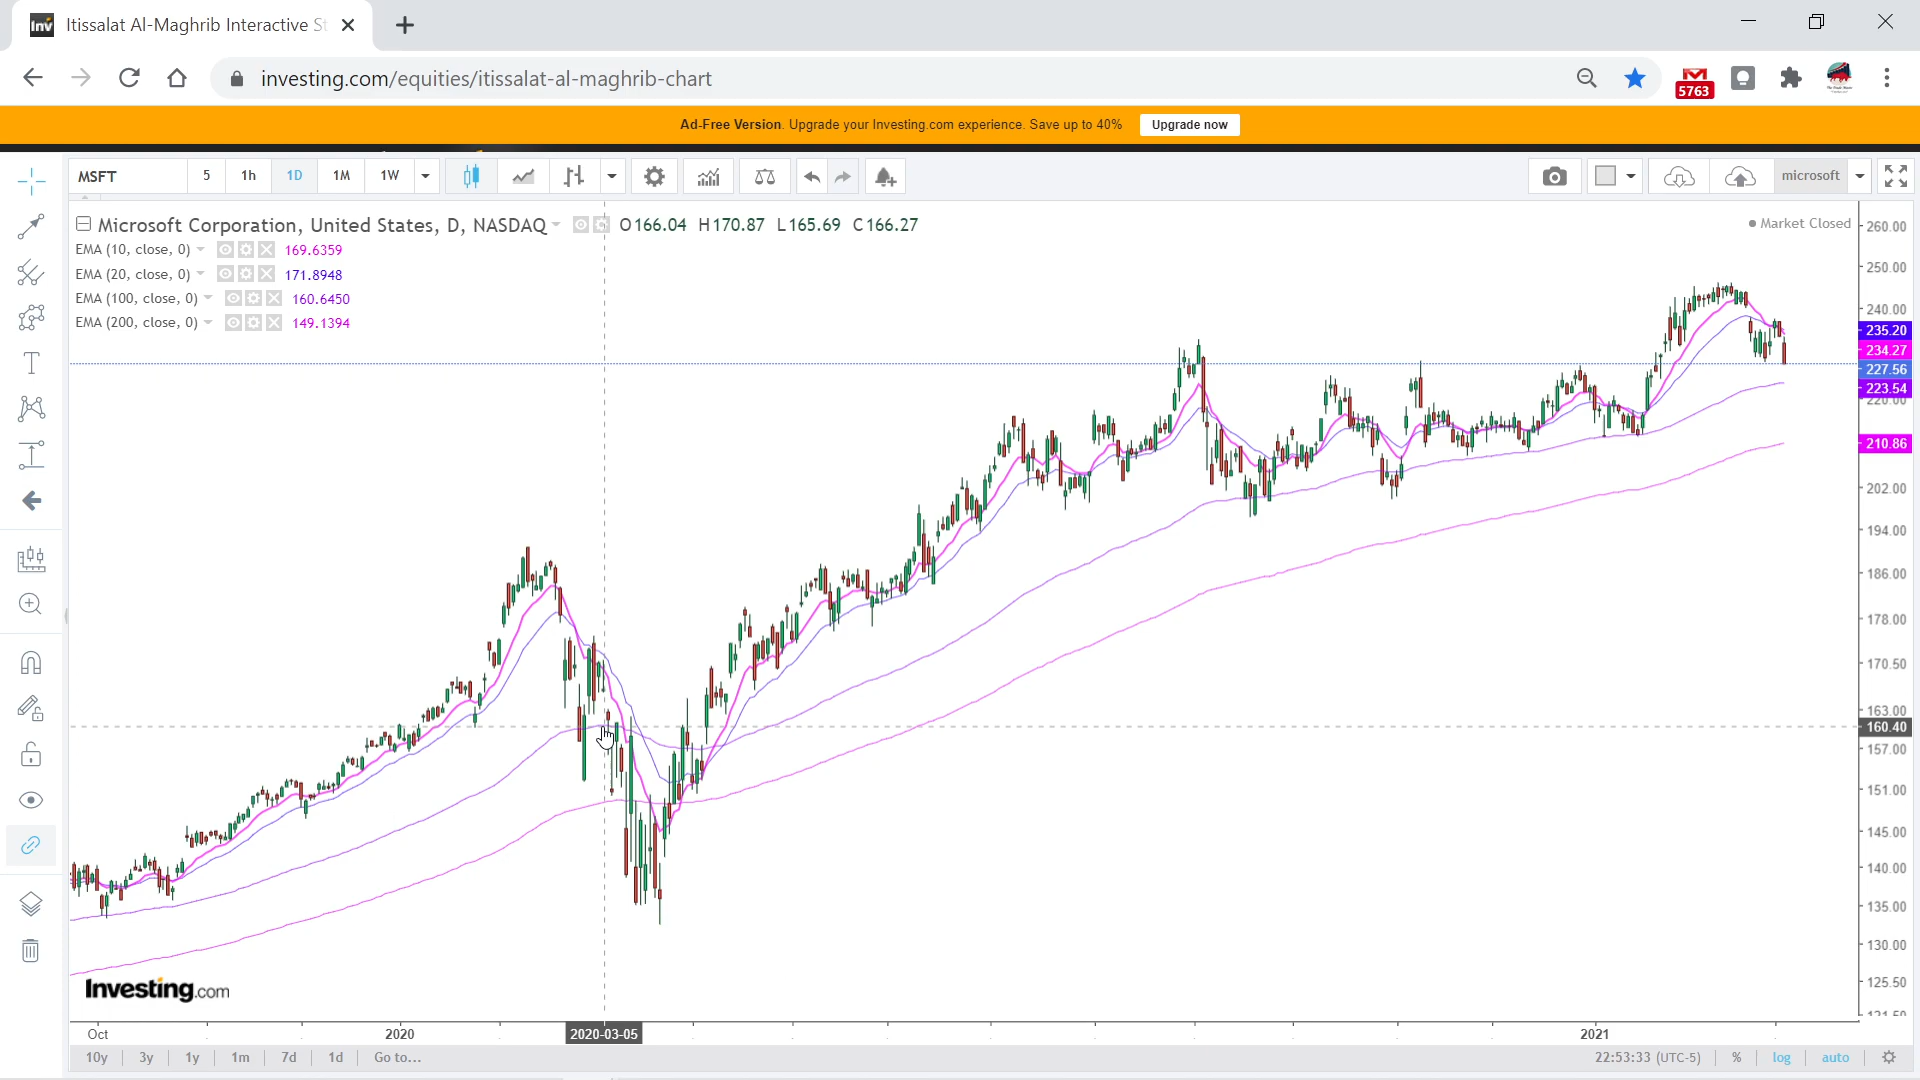 Itissalat Al-Maghrib Interactive St
investing.com/equities/itissalat-al-maghrib-chart
5763
Ad-Free Version. Upgrade your Investing.com experience. Save up to 40% Upgrade now
MSFT 5 1h 1D 1M 1W microsoft
Microsoft Corporation, United States, D, NASDAQ O166.04 H170.87 L165.69 C166.27 Market Closed
EMA (10, close, 0) 169.6359
EMA (20, close, 0) 171.8948
EMA (100, close, 0) 160.6450
EMA (200, close, 0) 149.1394
260.00
250.00
240.00
235.20
234.27
227.56
223.54
220.00
210.86
202.00
194.00
186.00
178.00
170.50
163.00
160.40
157.00
151.00
145.00
140.00
135.00
130.00
125.50
121.50
Investing.com
Oct 2020 2020-03-05 2021
10y 3y 1y 1m 7d 1d Go to... 22:53:33 (UTC-5) % log auto